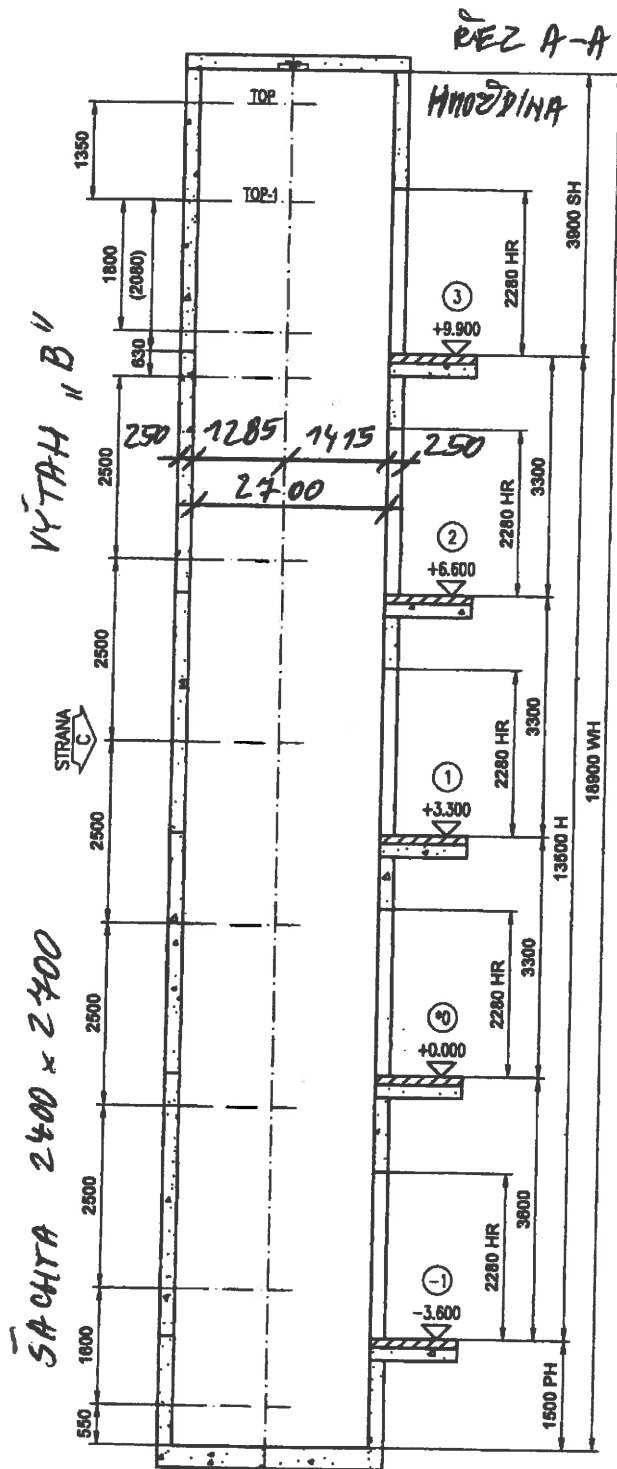 ŘEZ A-A
HMOŽDINA
TOP
1350
TOP-1
1800
(2080)
630
3900 SH
2280 HR
3
+9.900
VÝTAH „B"
250
1285
1415
250
2700
2500
2280 HR
3300
2
+6.600
2500
STRANA
C
2280 HR
3300
1
+3.300
18900 WH
13500 H
2500
2500
2280 HR
3300
+0.000
ŠACHTA 2400 x 2700
2500
2280 HR
3600
-1
-3.600
1600
550
1500 PH